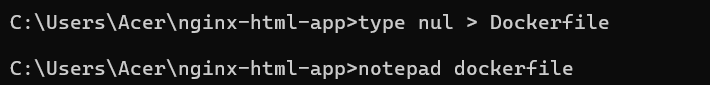 C:\Users\Acer\nginx-html-app>type nul > Dockerfile
C:\Users\Acer\nginx-html-app>notepad dockerfile